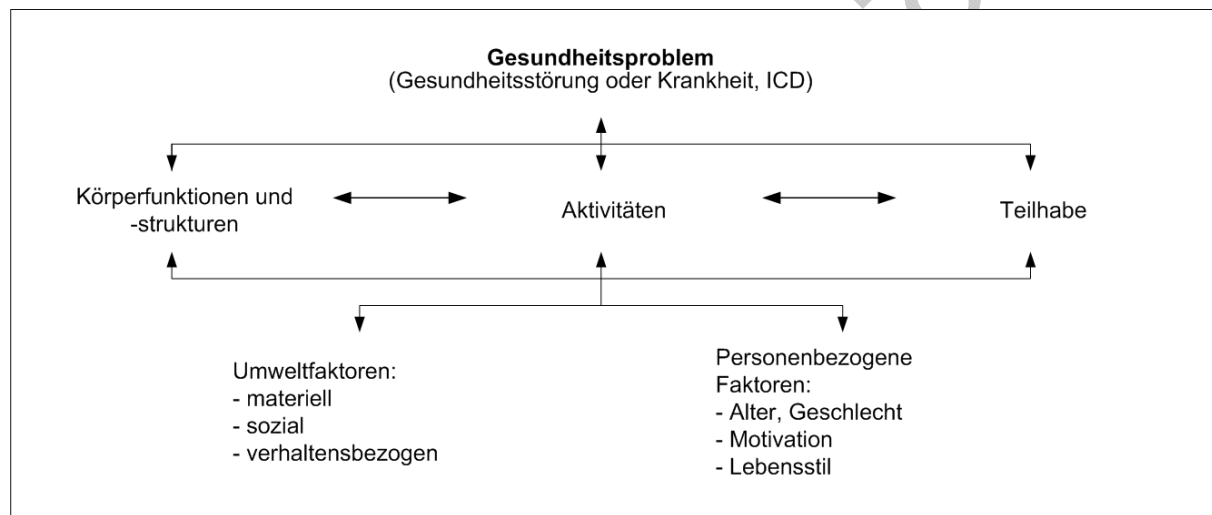 Gesundheitsproblem
(Gesundheitsstörung oder Krankheit, ICD)
Körperfunktionen und
-strukturen
Aktivitäten
Teilhabe
Umweltfaktoren:
- materiell
- sozial
- verhaltensbezogen
Personenbezogene
Faktoren:
- Alter, Geschlecht
- Motivation
- Lebensstil